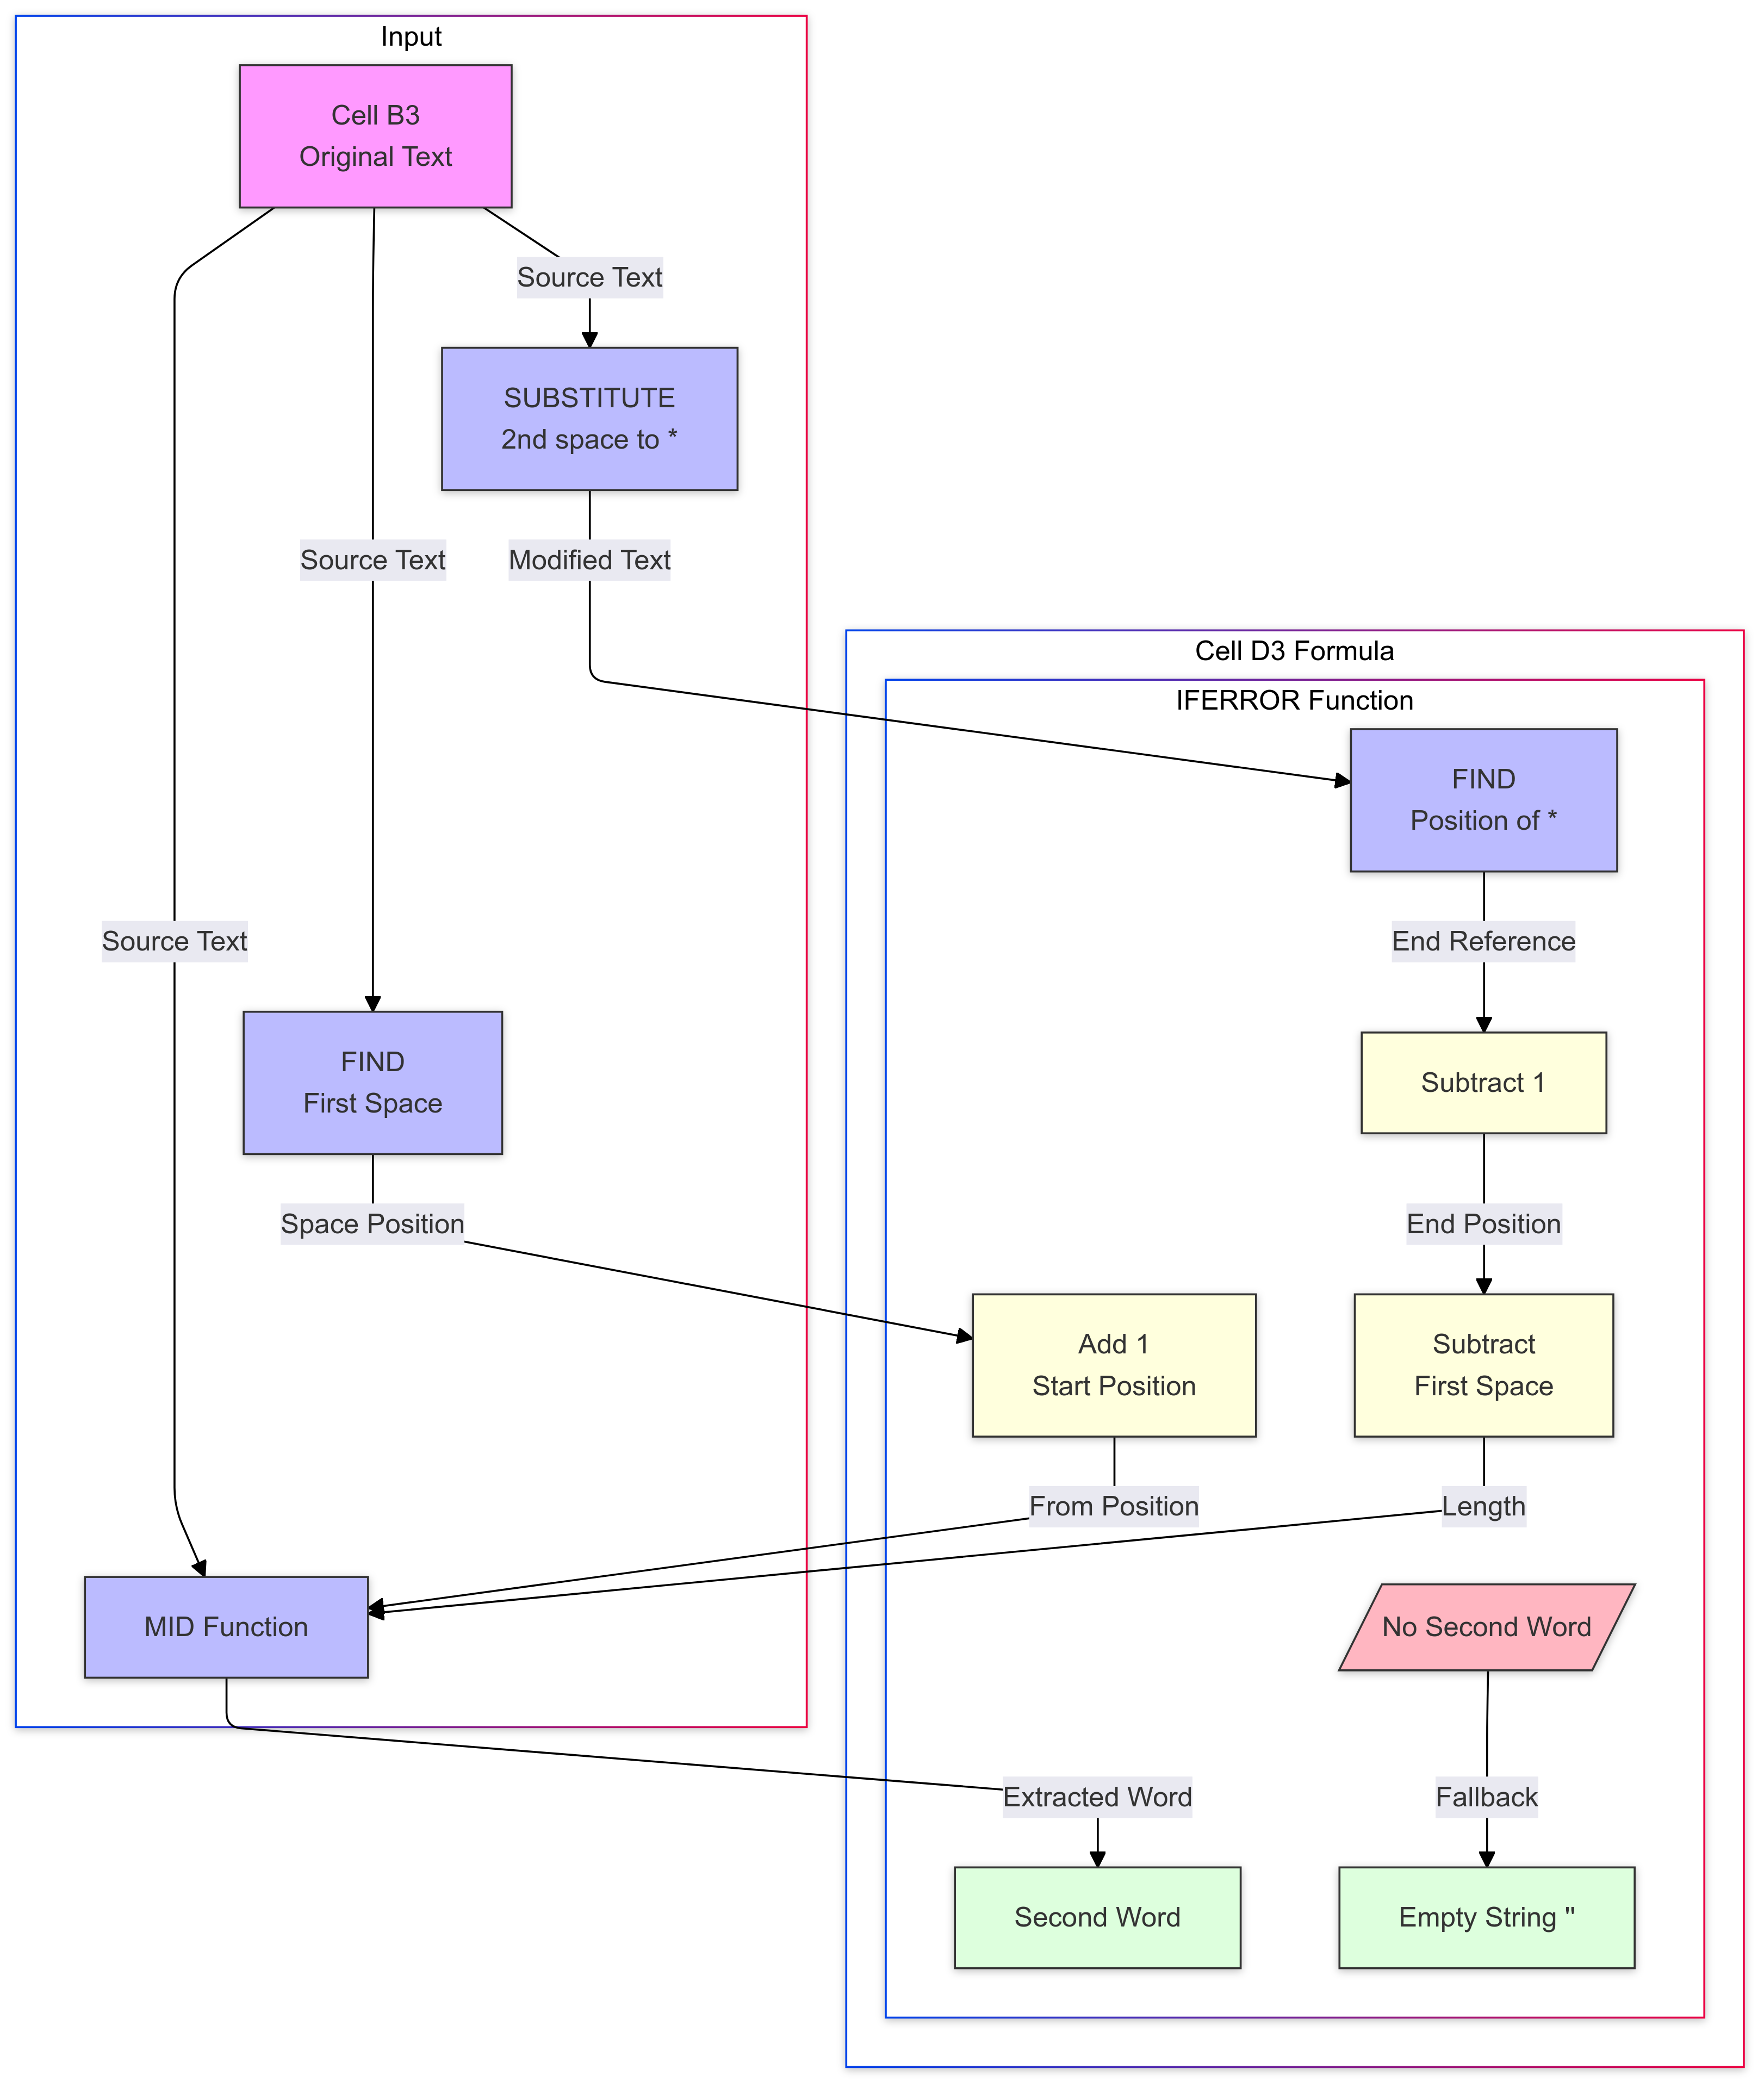 Input
Cell B3
Original Text
Source Text
SUBSTITUTE
2nd space to *
Source Text
Modified Text
Cell D3 Formula
IFERROR Function
FIND
Position of *
Source Text
End Reference
FIND
First Space
Subtract 1
Space Position
End Position
Add 1
Start Position
Subtract
First Space
From Position
Length
MID Function
No Second Word
Extracted Word
Fallback
Second Word
Empty String "